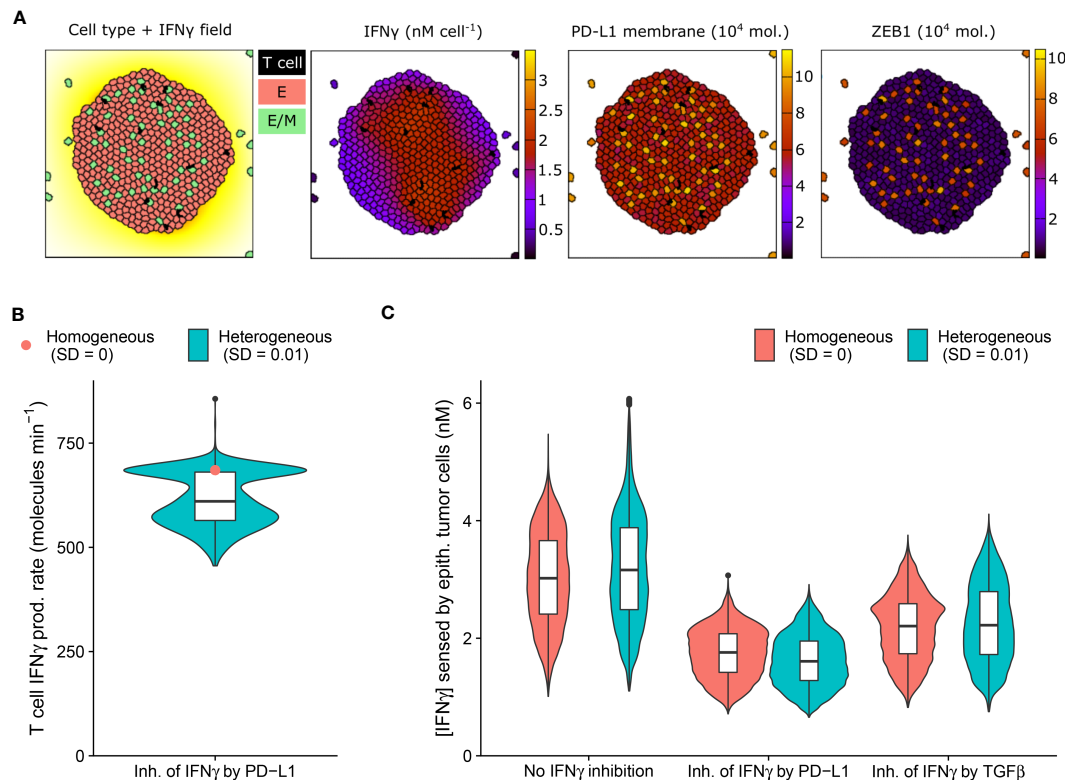 A
Cell type + IFNγ field
T cell
E
E/M
IFNγ (nM cell⁻¹)
3
2.5
2
1.5
1
0.5
PD-L1 membrane (10⁴ mol.)
10
8
6
4
2
ZEB1 (10⁴ mol.)
10
8
6
4
2
B
Homogeneous
(SD = 0)
Heterogeneous
(SD = 0.01)
T cell IFNγ prod. rate (molecules min⁻¹)
750
500
250
0
Inh. of IFNγ by PD−L1
C
Homogeneous
(SD = 0)
Heterogeneous
(SD = 0.01)
[IFNγ] sensed by epith. tumor cells (nM)
6
4
2
0
No IFNγ inhibition
Inh. of IFNγ by PD−L1
Inh. of IFNγ by TGFβ